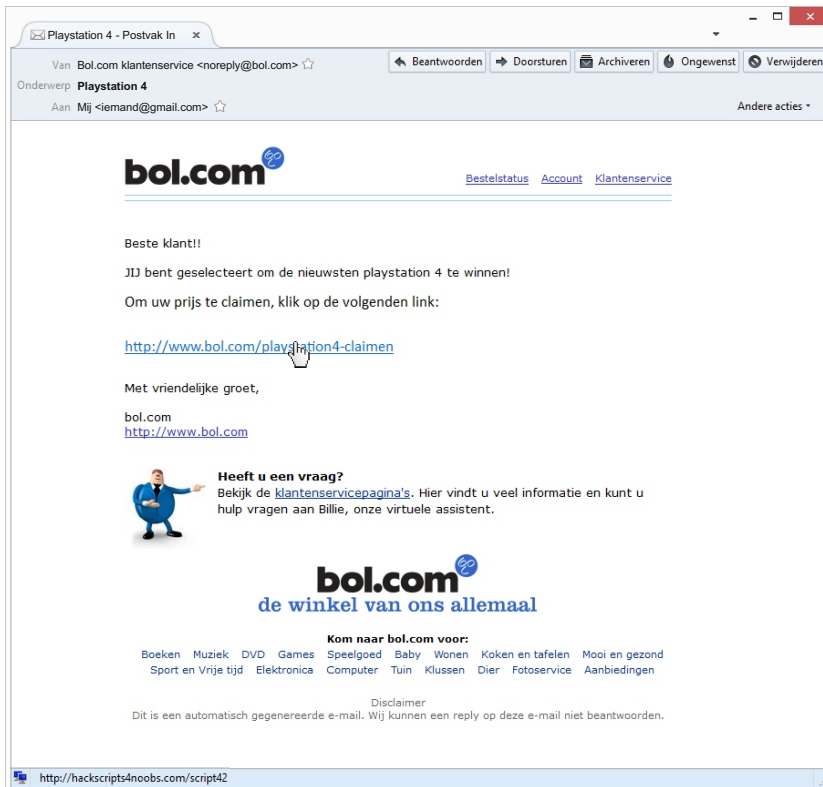 Playstation 4 - Postvak In
Van Bol.com klantenservice <noreply@bol.com>
Beantwoorden Doorsturen Archiveren Ongewenst Verwijderen
Onderwerp Playstation 4
Aan Mij <iemand@gmail.com>
Andere acties
bol.com
Bestelstatus Account Klantenservice
Beste klant!!
JIJ bent geselecteert om de nieuwsten playstation 4 te winnen!
Om uw prijs te claimen, klik op de volgenden link:
http://www.bol.com/playstation4-claimen
Met vriendelijke groet,
bol.com
http://www.bol.com
Heeft u een vraag?
Bekijk de klantenservicepagina's. Hier vindt u veel informatie en kunt u
hulp vragen aan Billie, onze virtuele assistent.
bol.com
de winkel van ons allemaal
Kom naar bol.com voor:
Boeken Muziek DVD Games Speelgoed Baby Wonen Koken en tafelen Mooi en gezond
Sport en Vrije tijd Elektronica Computer Tuin Klussen Dier Fotoservice Aanbiedingen
Disclaimer
Dit is een automatisch gegenereerde e-mail. Wij kunnen een reply op deze e-mail niet beantwoorden.
http://hackscripts4noobs.com/script42